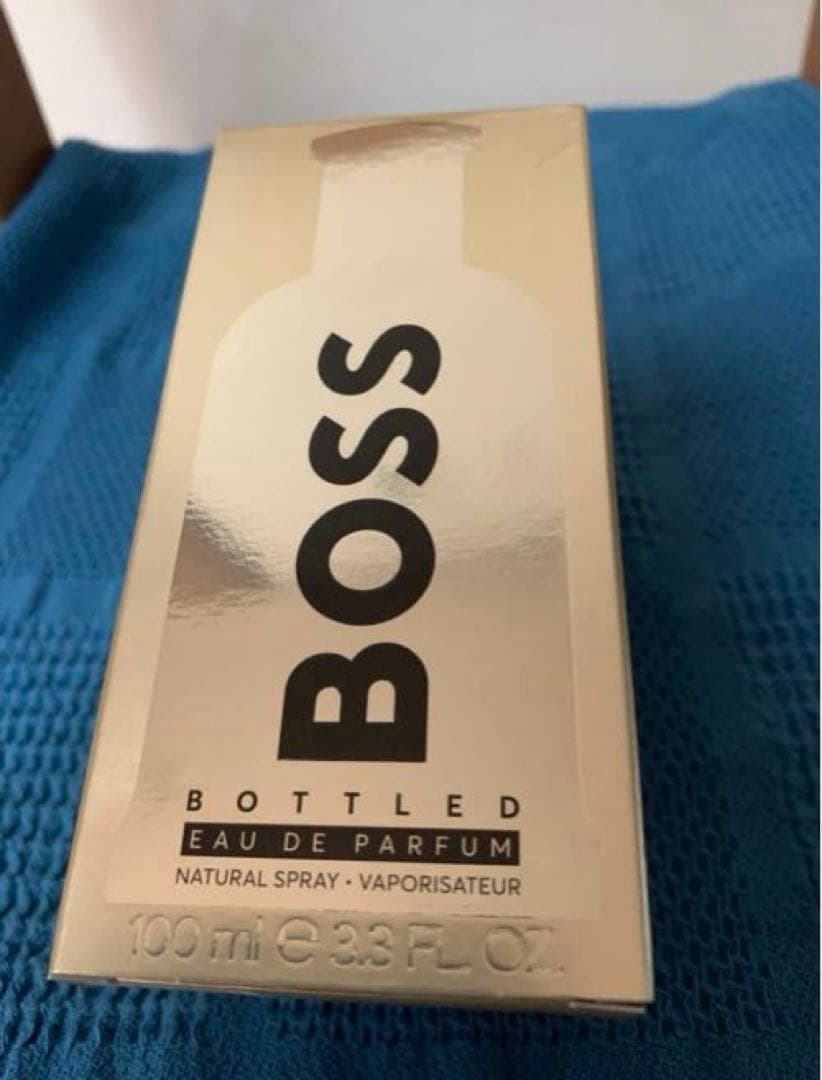 BOSS
BOTTLED
EAU DE PARFUM
NATURAL SPRAY • VAPORISATEUR
100 ml e 3.3 FL. OZ.